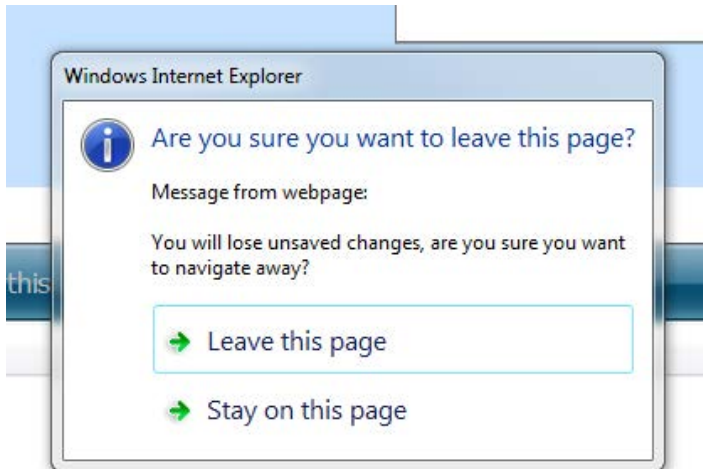 Windows Internet Explorer
Are you sure you want to leave this page?
Message from webpage:
You will lose unsaved changes, are you sure you want
to navigate away?
this
Leave this page
Stay on this page